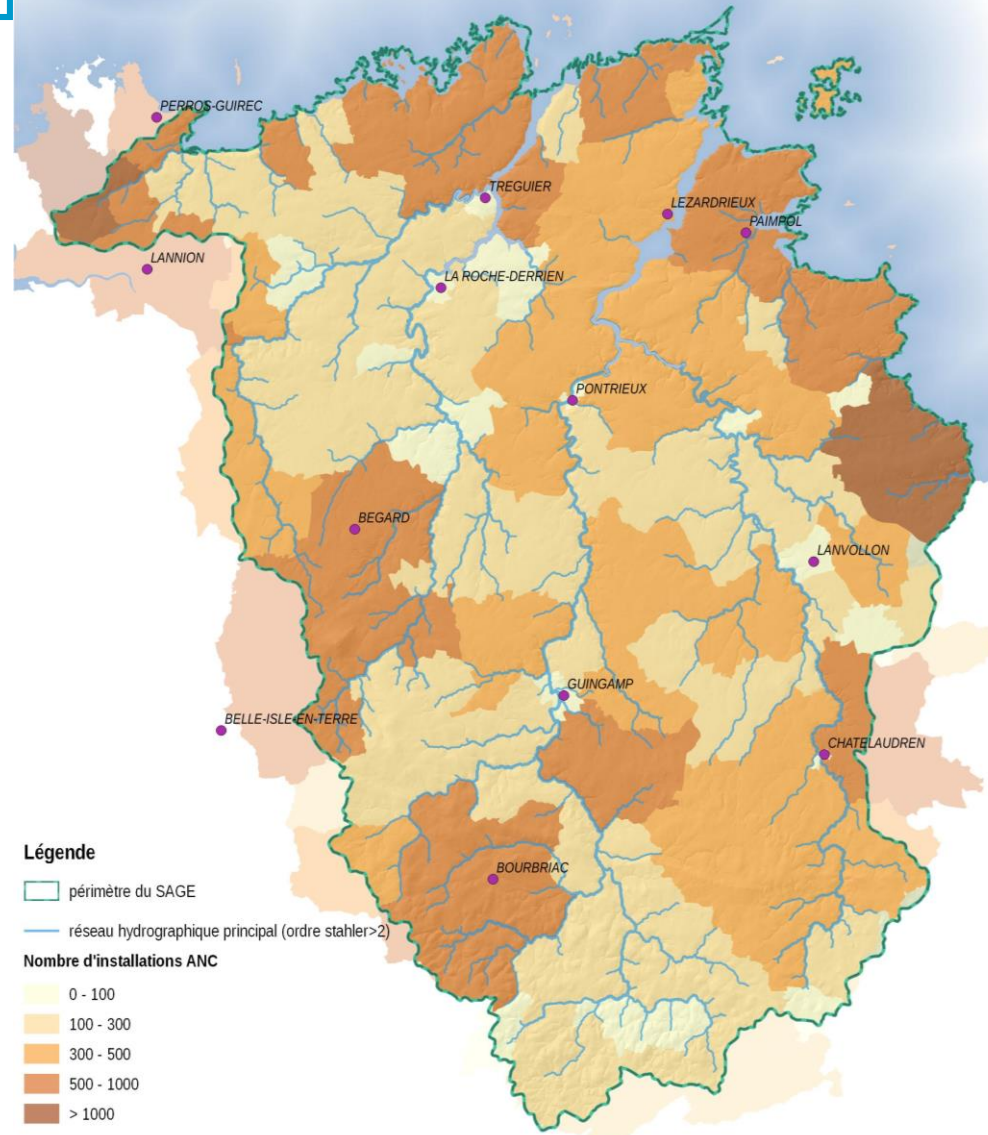 PERROS-GUIREC
TREGUIER
LEZARDRIEUX
PAIMPOL
LANNION
LA ROCHE-DERRIEN
PONTRIEUX
BEGARD
LANVOLLON
GUINGAMP
BELLE-ISLE-EN-TERRE
CHATELAUDREN
BOURBRIAC
Légende
périmètre du SAGE
réseau hydrographique principal (ordre stahler>2)
Nombre d'installations ANC
0 - 100
100 - 300
300 - 500
500 - 1000
> 1000